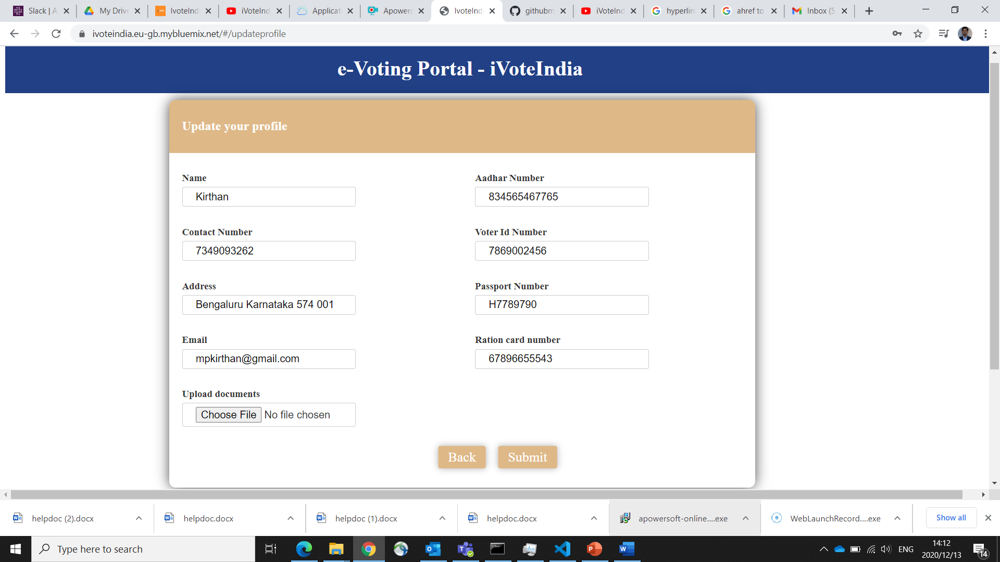 Slack | A
My Drive
IvoteInd
iVoteInd
Applicat
Apowers
IvoteInd
githubm
iVoteInd
hyperlin
ahref to
Inbox (5
ivoteindia.eu-gb.mybluemix.net/#/updateprofile
e-Voting Portal - iVoteIndia
Update your profile
Name
Aadhar Number
Kirthan
834565467765
Contact Number
Voter Id Number
7349093262
7869002456
Address
Passport Number
Bengaluru Karnataka 574 001
H7789790
Email
Ration card number
mpkirthan@gmail.com
67896655543
Upload documents
Choose File No file chosen
Back
Submit
helpdoc (2).docx
helpdoc.docx
helpdoc (1).docx
helpdoc.docx
apowersoft-online....exe
WebLaunchRecord....exe
Show all
Type here to search
ENG
14:12
2020/12/13
14